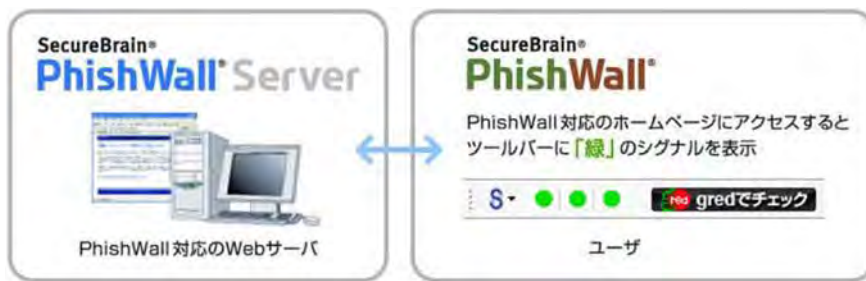 SecureBrain®
PhishWall® Server
PhishWall対応のWebサーバ
SecureBrain®
PhishWall®
PhishWall対応のホームページにアクセスすると
ツールバーに「緑」のシグナルを表示
S
red gredでチェック
ユーザ